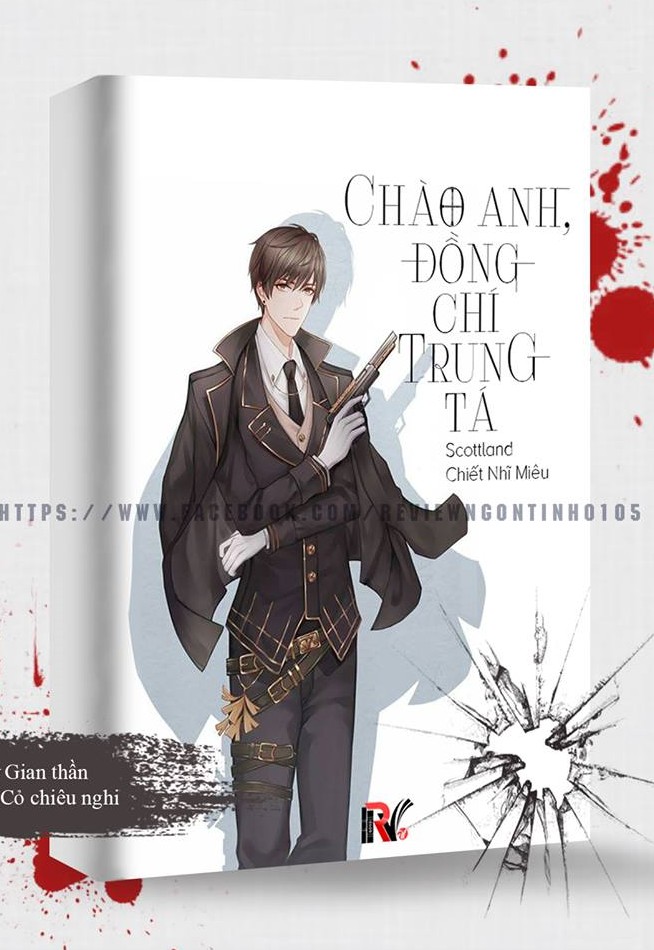 CHÀO ANH,
ĐỒNG
CHÍ
TRUNG
TÁ
Scottland
Chiết Nhĩ Miêu
HTTPS://WWW.FACEBOOK.COM/REVIEWNGONTINH0105
RV
Gian thần
Cỏ chiêu nghi